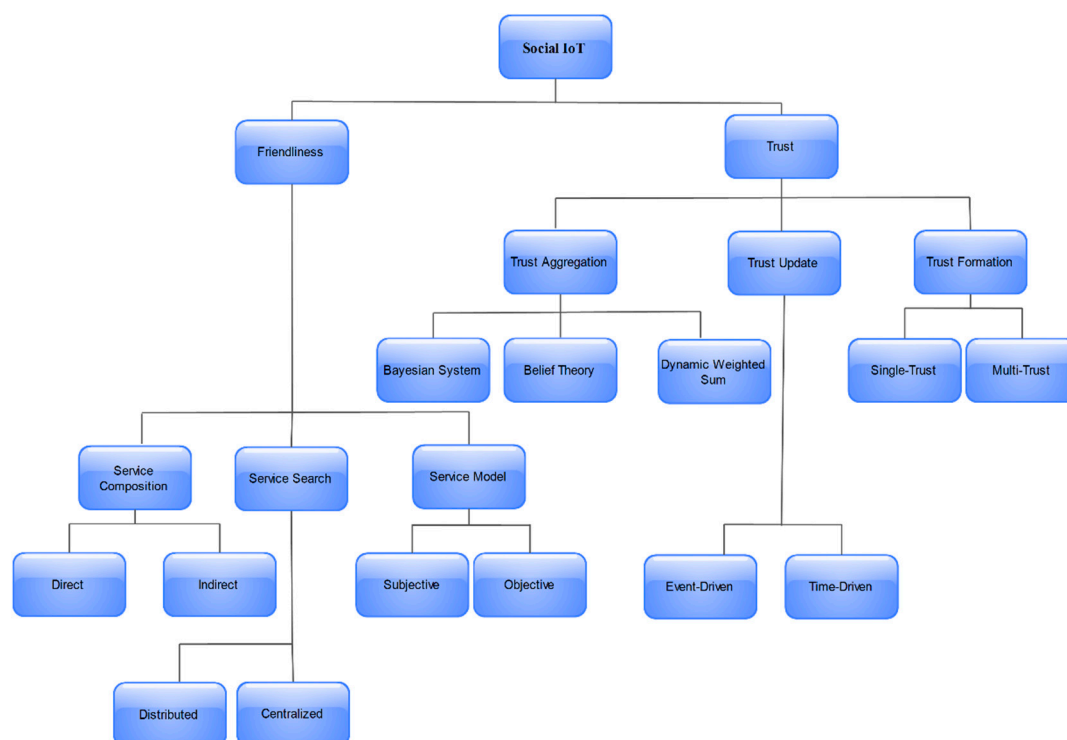 Social IoT
Friendliness
Trust
Trust Aggregation
Trust Update
Trust Formation
Bayesian System
Belief Theory
Dynamic Weighted
Sum
Single-Trust
Multi-Trust
Service
Composition
Service Search
Service Model
Direct
Indirect
Subjective
Objective
Event-Driven
Time-Driven
Distributed
Centralized